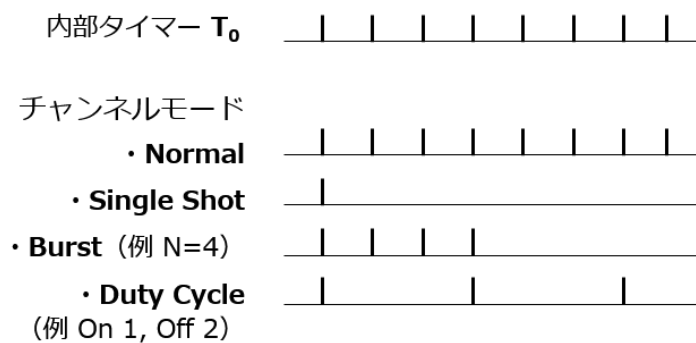 内部タイマー T₀
チャンネルモード
・Normal
・Single Shot
・Burst（例 N=4）
・Duty Cycle
（例 On 1, Off 2）